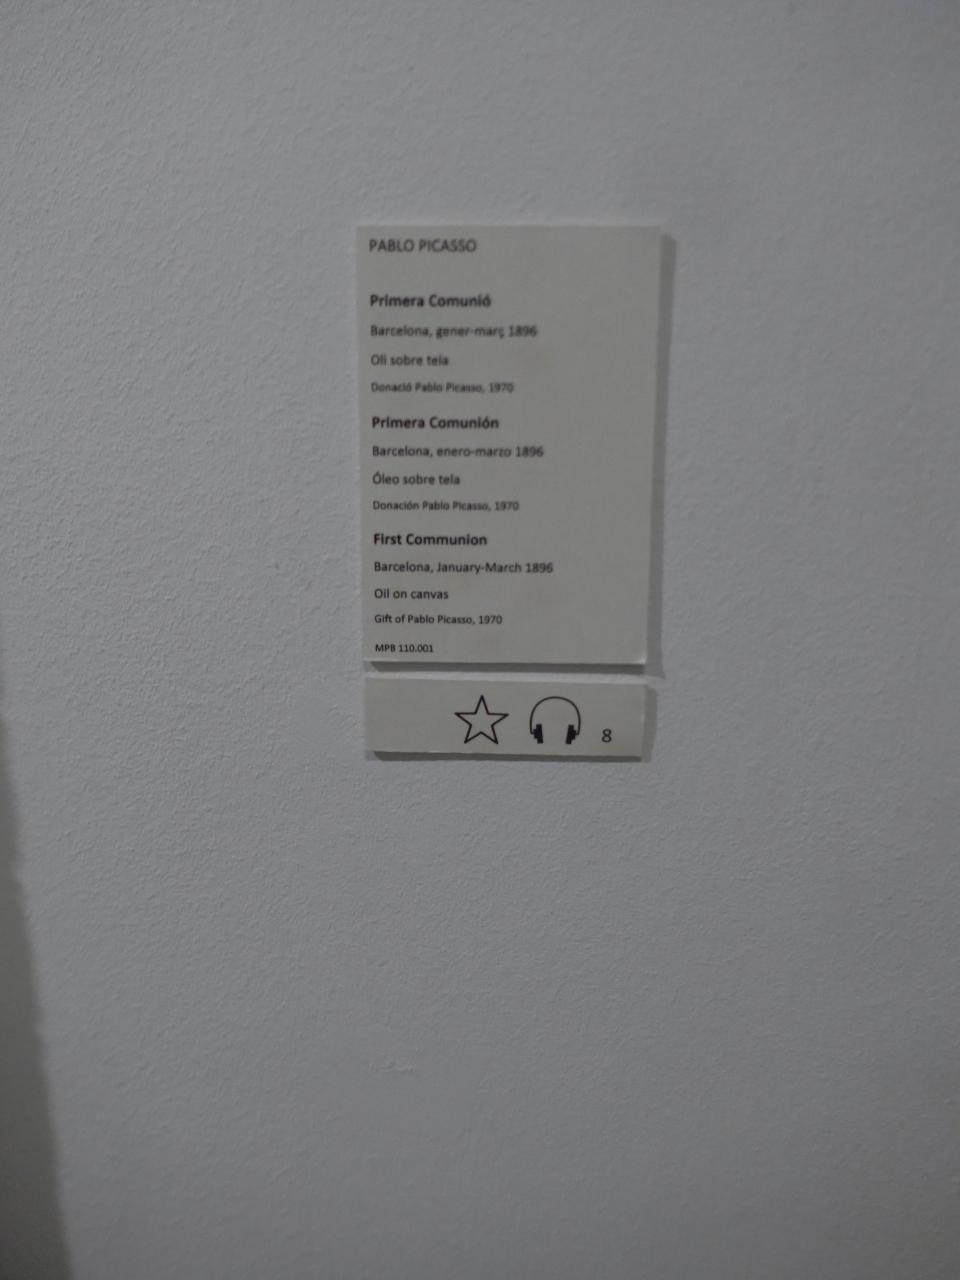 PABLO PICASSO
Primera Comunió
Barcelona, gener-març 1896
Oli sobre tela
Donació Pablo Picasso, 1970
Primera Comunión
Barcelona, enero-marzo 1896
Óleo sobre tela
Donación Pablo Picasso, 1970
First Communion
Barcelona, January-March 1896
Oil on canvas
Gift of Pablo Picasso, 1970
MPB 110.001
8